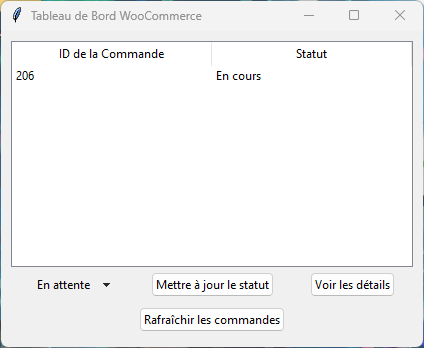 Tableau de Bord WooCommerce
ID de la Commande Statut
206 En cours
En attente Mettre à jour le statut Voir les détails
Rafraîchir les commandes